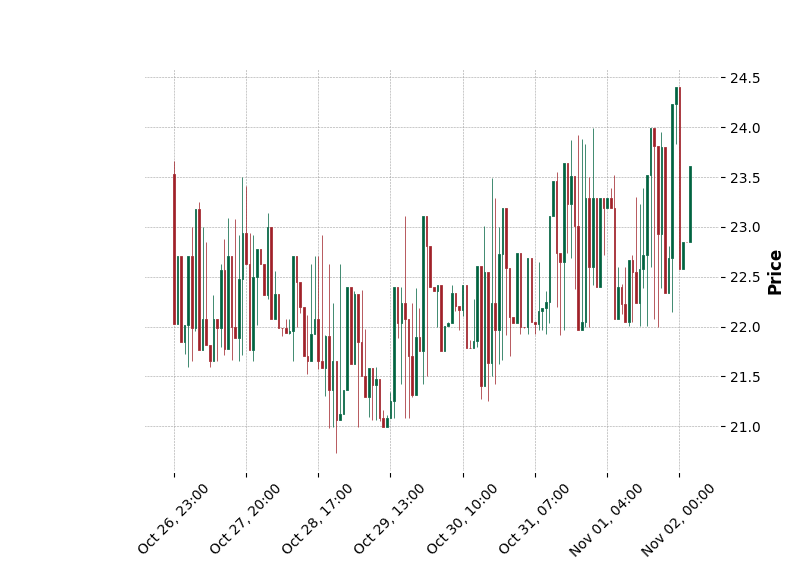 24.5
24.0
23.5
23.0
22.5
22.0
21.5
21.0
Price
Oct 26, 23:00
Oct 27, 20:00
Oct 28, 17:00
Oct 29, 13:00
Oct 30, 10:00
Oct 31, 07:00
Nov 01, 04:00
Nov 02, 00:00